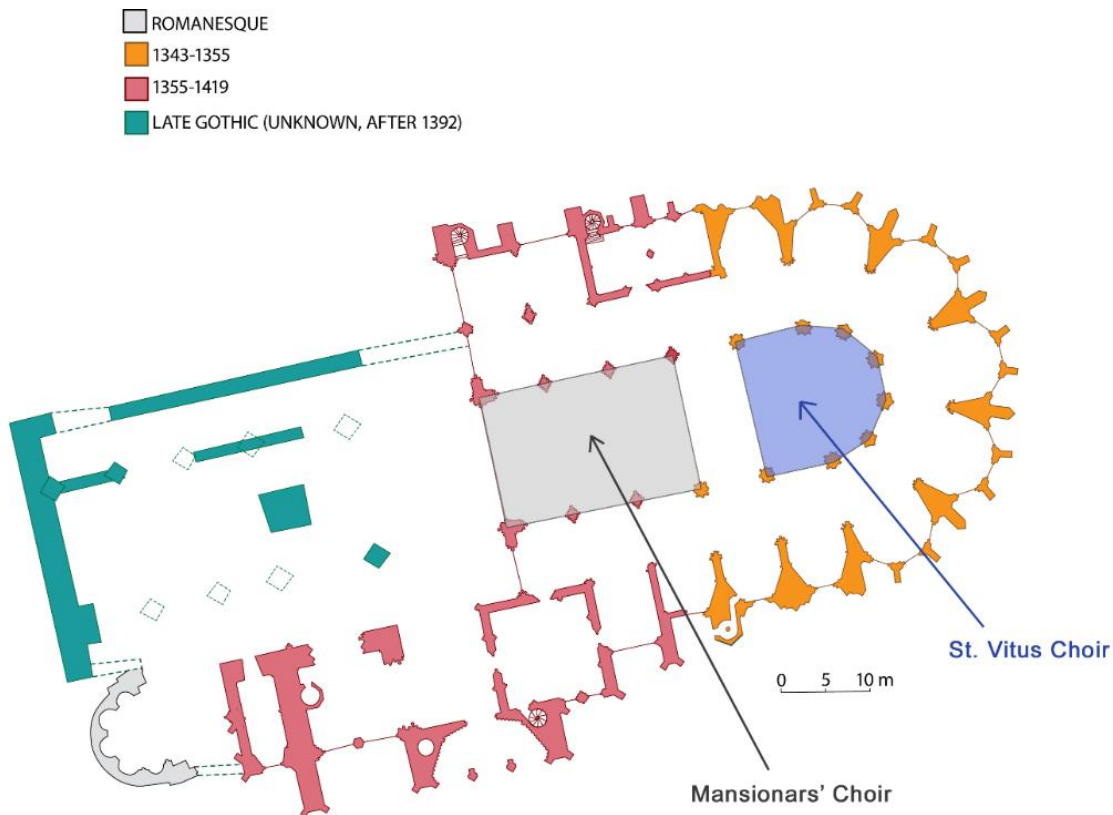 ROMANESQUE
1343-1355
1355-1419
LATE GOTHIC (UNKNOWN, AFTER 1392)
St. Vitus Choir
0 5 10 m
Mansionars' Choir